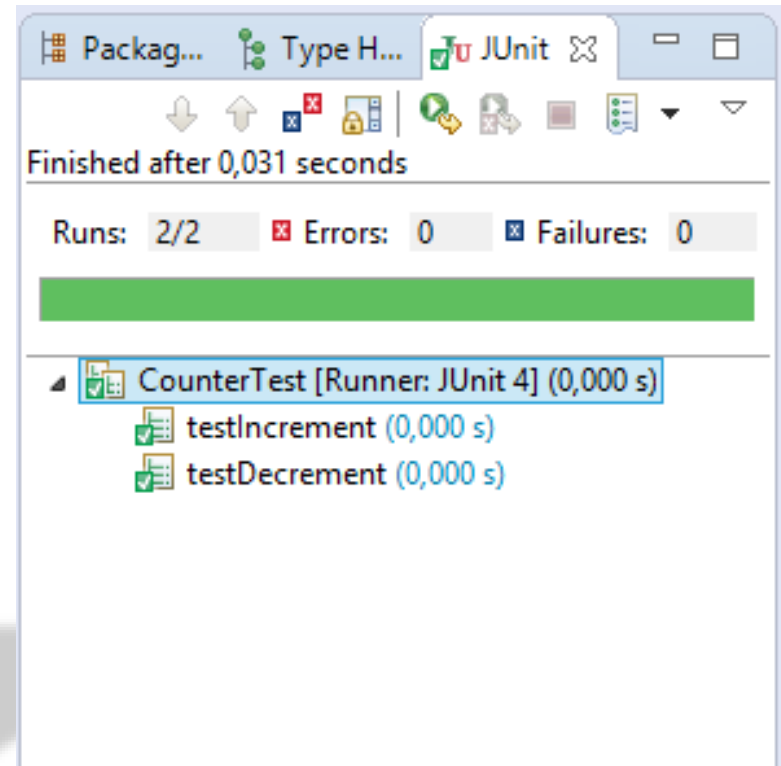 Packag... Type H... JUnit
Finished after 0,031 seconds
Runs: 2/2 Errors: 0 Failures: 0
CounterTest [Runner: JUnit 4] (0,000 s)
testIncrement (0,000 s)
testDecrement (0,000 s)